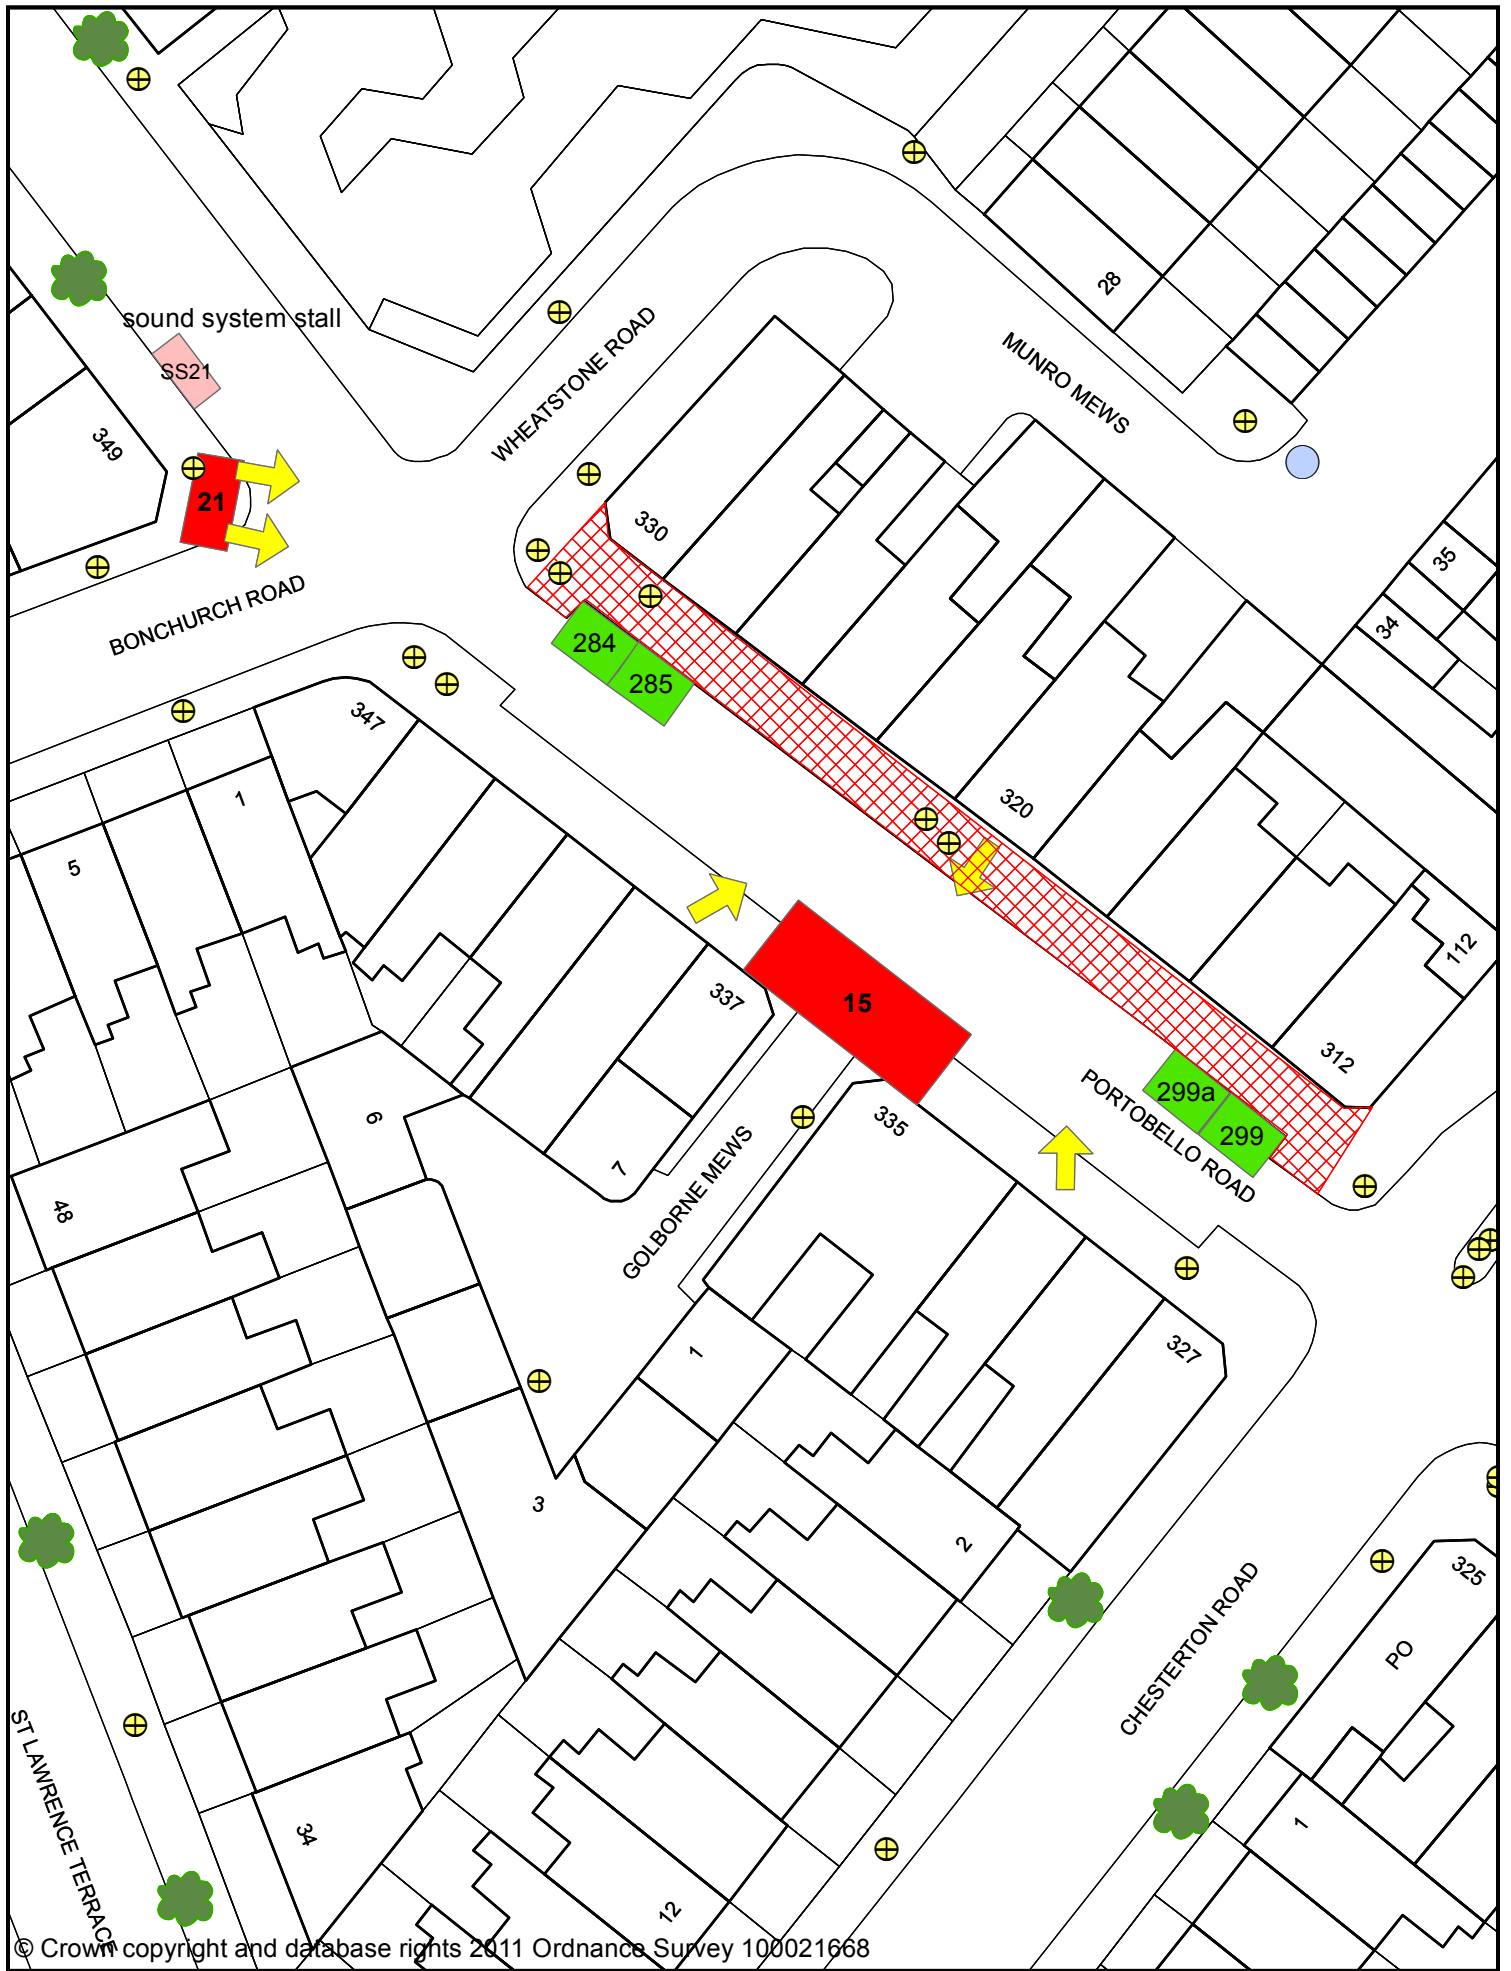 28
sound system stall
WHEATSTONE ROAD
MUNRO MEWS
SS21
349
21
330
35
BONCHURCH ROAD
284
34
285
347
1
320
5
112
337
15
312
299a
PORTOBELLO ROAD
6
335
299
7
48
GOLBORNE MEWS
1
327
3
2
325
CHESTERTON ROAD
PO
ST LAWRENCE TERRACE
34
1
12
© Crown copyright and database rights 2011 Ordnance Survey 100021668